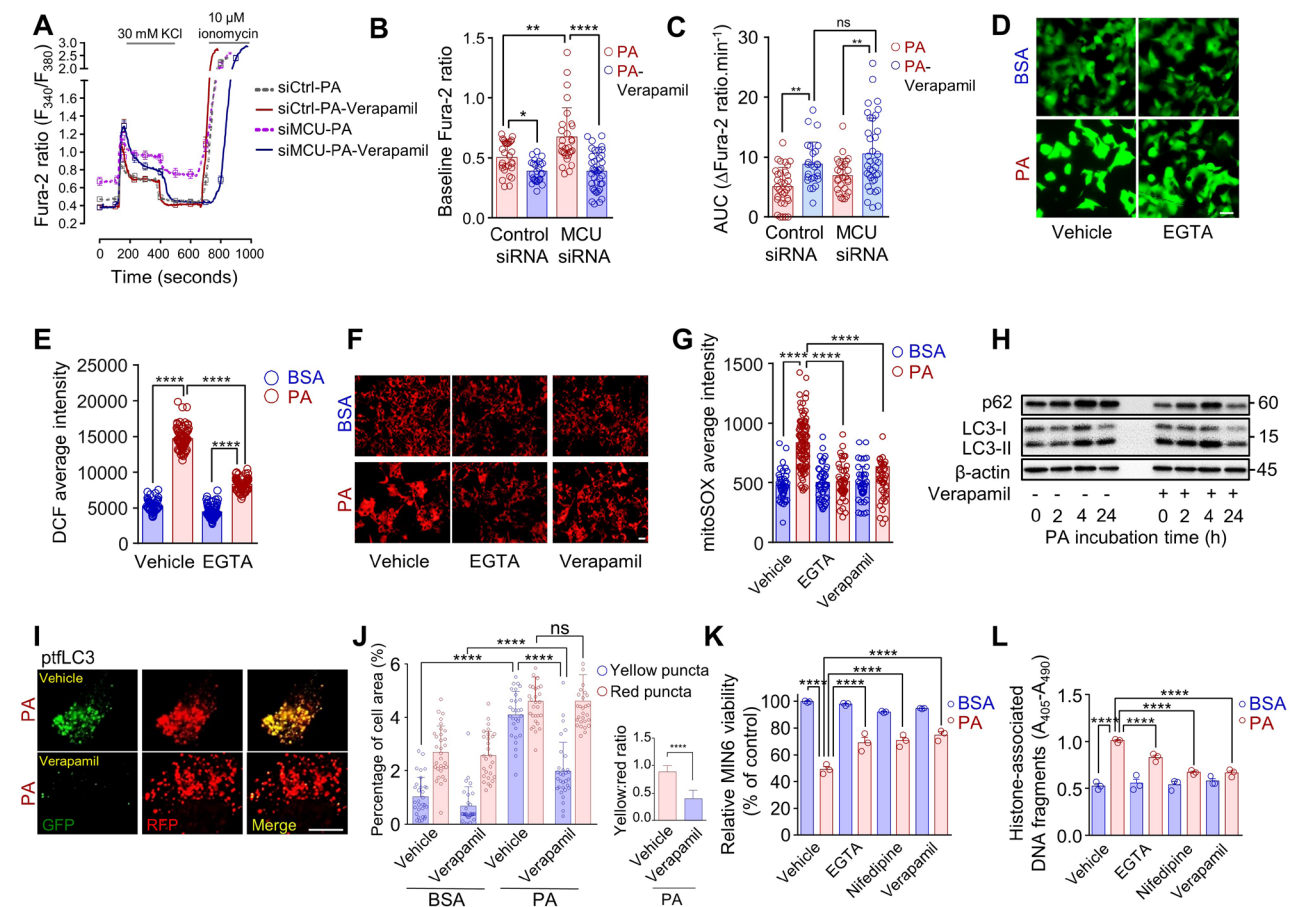 A
30 mM KCl
10 µM
ionomycin
Fura-2 ratio (F340/F380)
3.0
2.5
2.0
1.6
1.4
1.2
1.0
0.8
0.6
0.4
0.2
0 200 400 600 800 1000
Time (seconds)
siCtrl-PA
siCtrl-PA-Verapamil
siMCU-PA
siMCU-PA-Verapamil
B
Baseline Fura-2 ratio
1.5
1.0
0.5
0.0
** ****
*
PA
PA-
Verapamil
Control MCU
siRNA siRNA
C
AUC (ΔFura-2 ratio.min-1)
30
20
10
0
ns
**
**
PA
PA-
Verapamil
Control MCU
siRNA siRNA
D
BSA
PA
Vehicle EGTA
E
DCF average intensity
25000
20000
15000
10000
5000
0
**** ****
****
BSA
PA
Vehicle EGTA
F
BSA
PA
Vehicle EGTA Verapamil
G
mitoSOX average intensity
1500
1000
500
0
****
**** ****
BSA
PA
Vehicle
EGTA
Verapamil
H
p62
LC3-I
LC3-II
β-actin
60
15
45
Verapamil - - - - + + + +
0 2 4 24 0 2 4 24
PA incubation time (h)
I
ptfLC3
PA
Vehicle
PA
Verapamil
GFP RFP Merge
J
Percentage of cell area (%)
6
4
2
0
ns
****
**** ****
Yellow puncta
Red puncta
Vehicle
Verapamil
Vehicle
Verapamil
BSA PA
Yellow:red ratio
1.5
1.0
0.5
0.0
****
Vehicle
Verapamil
PA
K
Relative MIN6 viability
(% of control)
100
80
60
40
20
0
****
****
**** ****
BSA
PA
Vehicle
EGTA
Nifedipine
Verapamil
L
Histone-associated
DNA fragments (A405-A490)
1.5
1.0
0.5
0.0
****
****
**** ****
BSA
PA
Vehicle
EGTA
Nifedipine
Verapamil